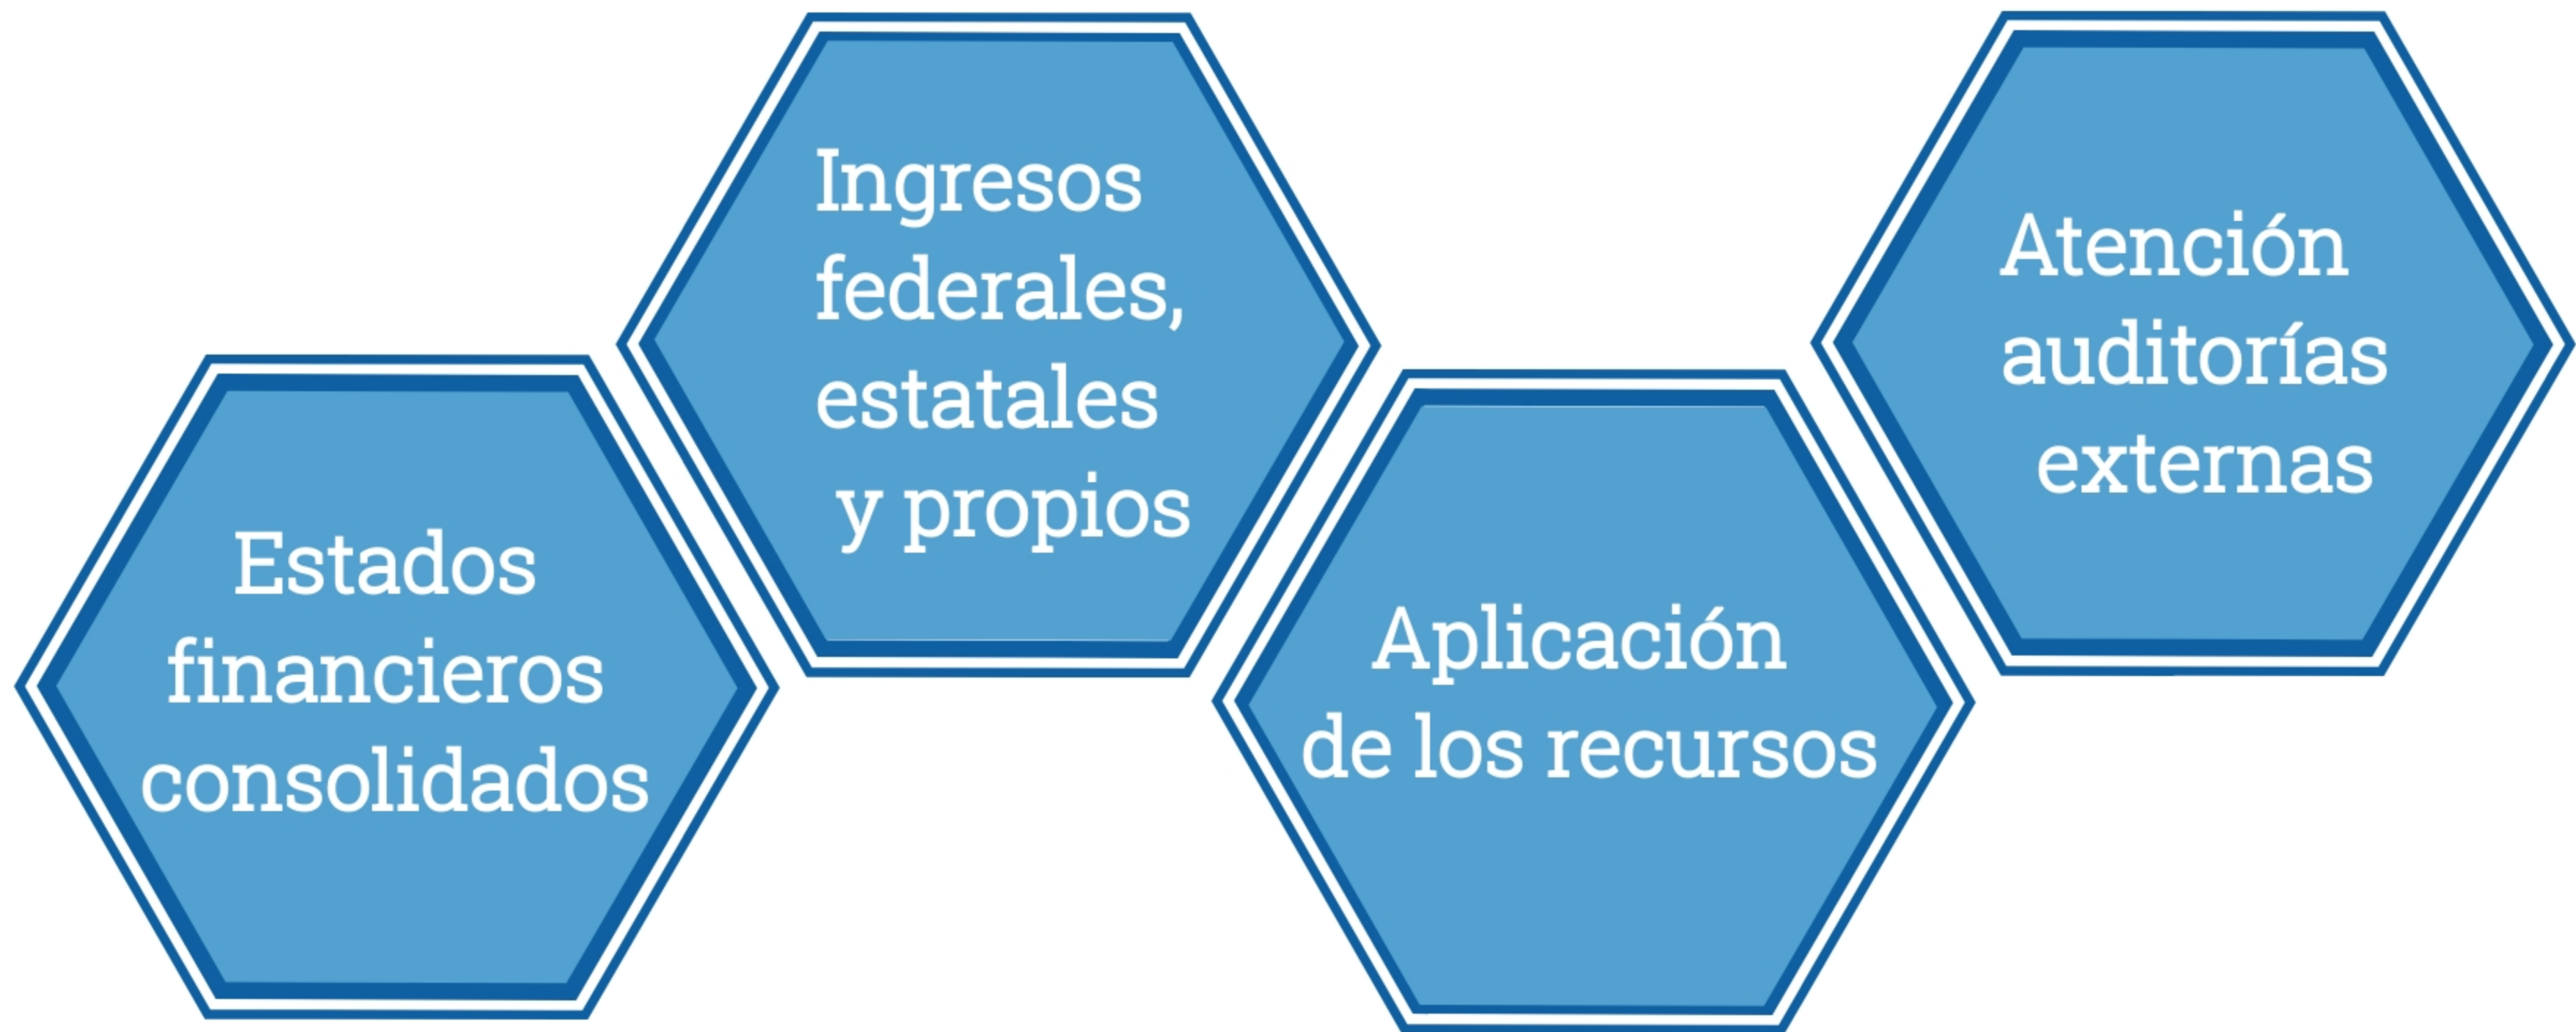 Estados
financieros
consolidados
Ingresos
federales,
estatales
y propios
Aplicación
de los recursos
Atención
auditorías
externas